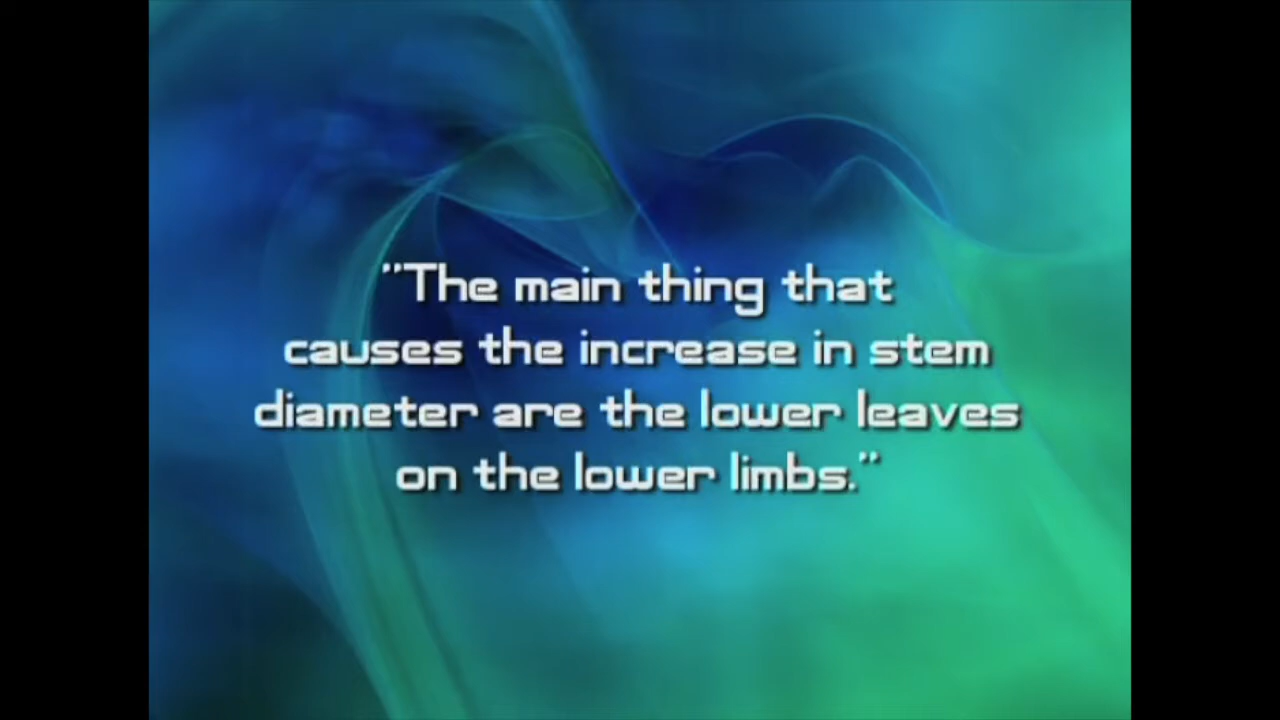 "The main thing that
causes the increase in stem
diameter are the lower leaves
on the lower limbs."